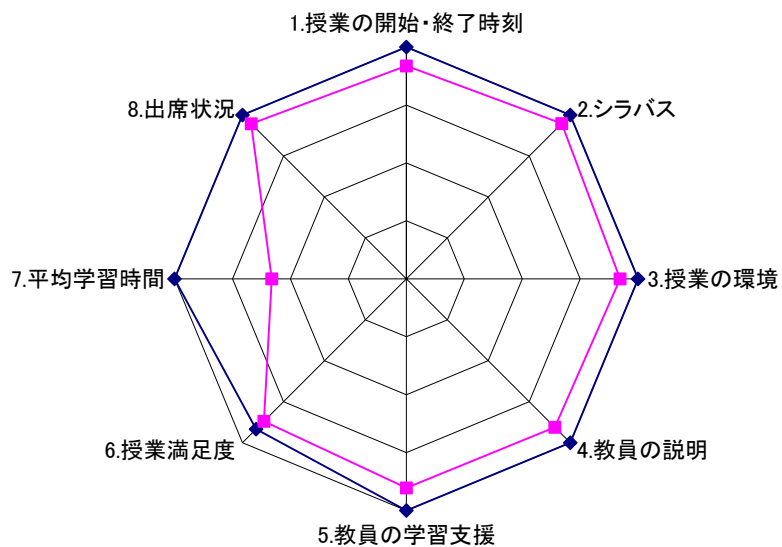 1.授業の開始・終了時刻
8.出席状況
2.シラバス
7.平均学習時間
3.授業の環境
6.授業満足度
4.教員の説明
5.教員の学習支援